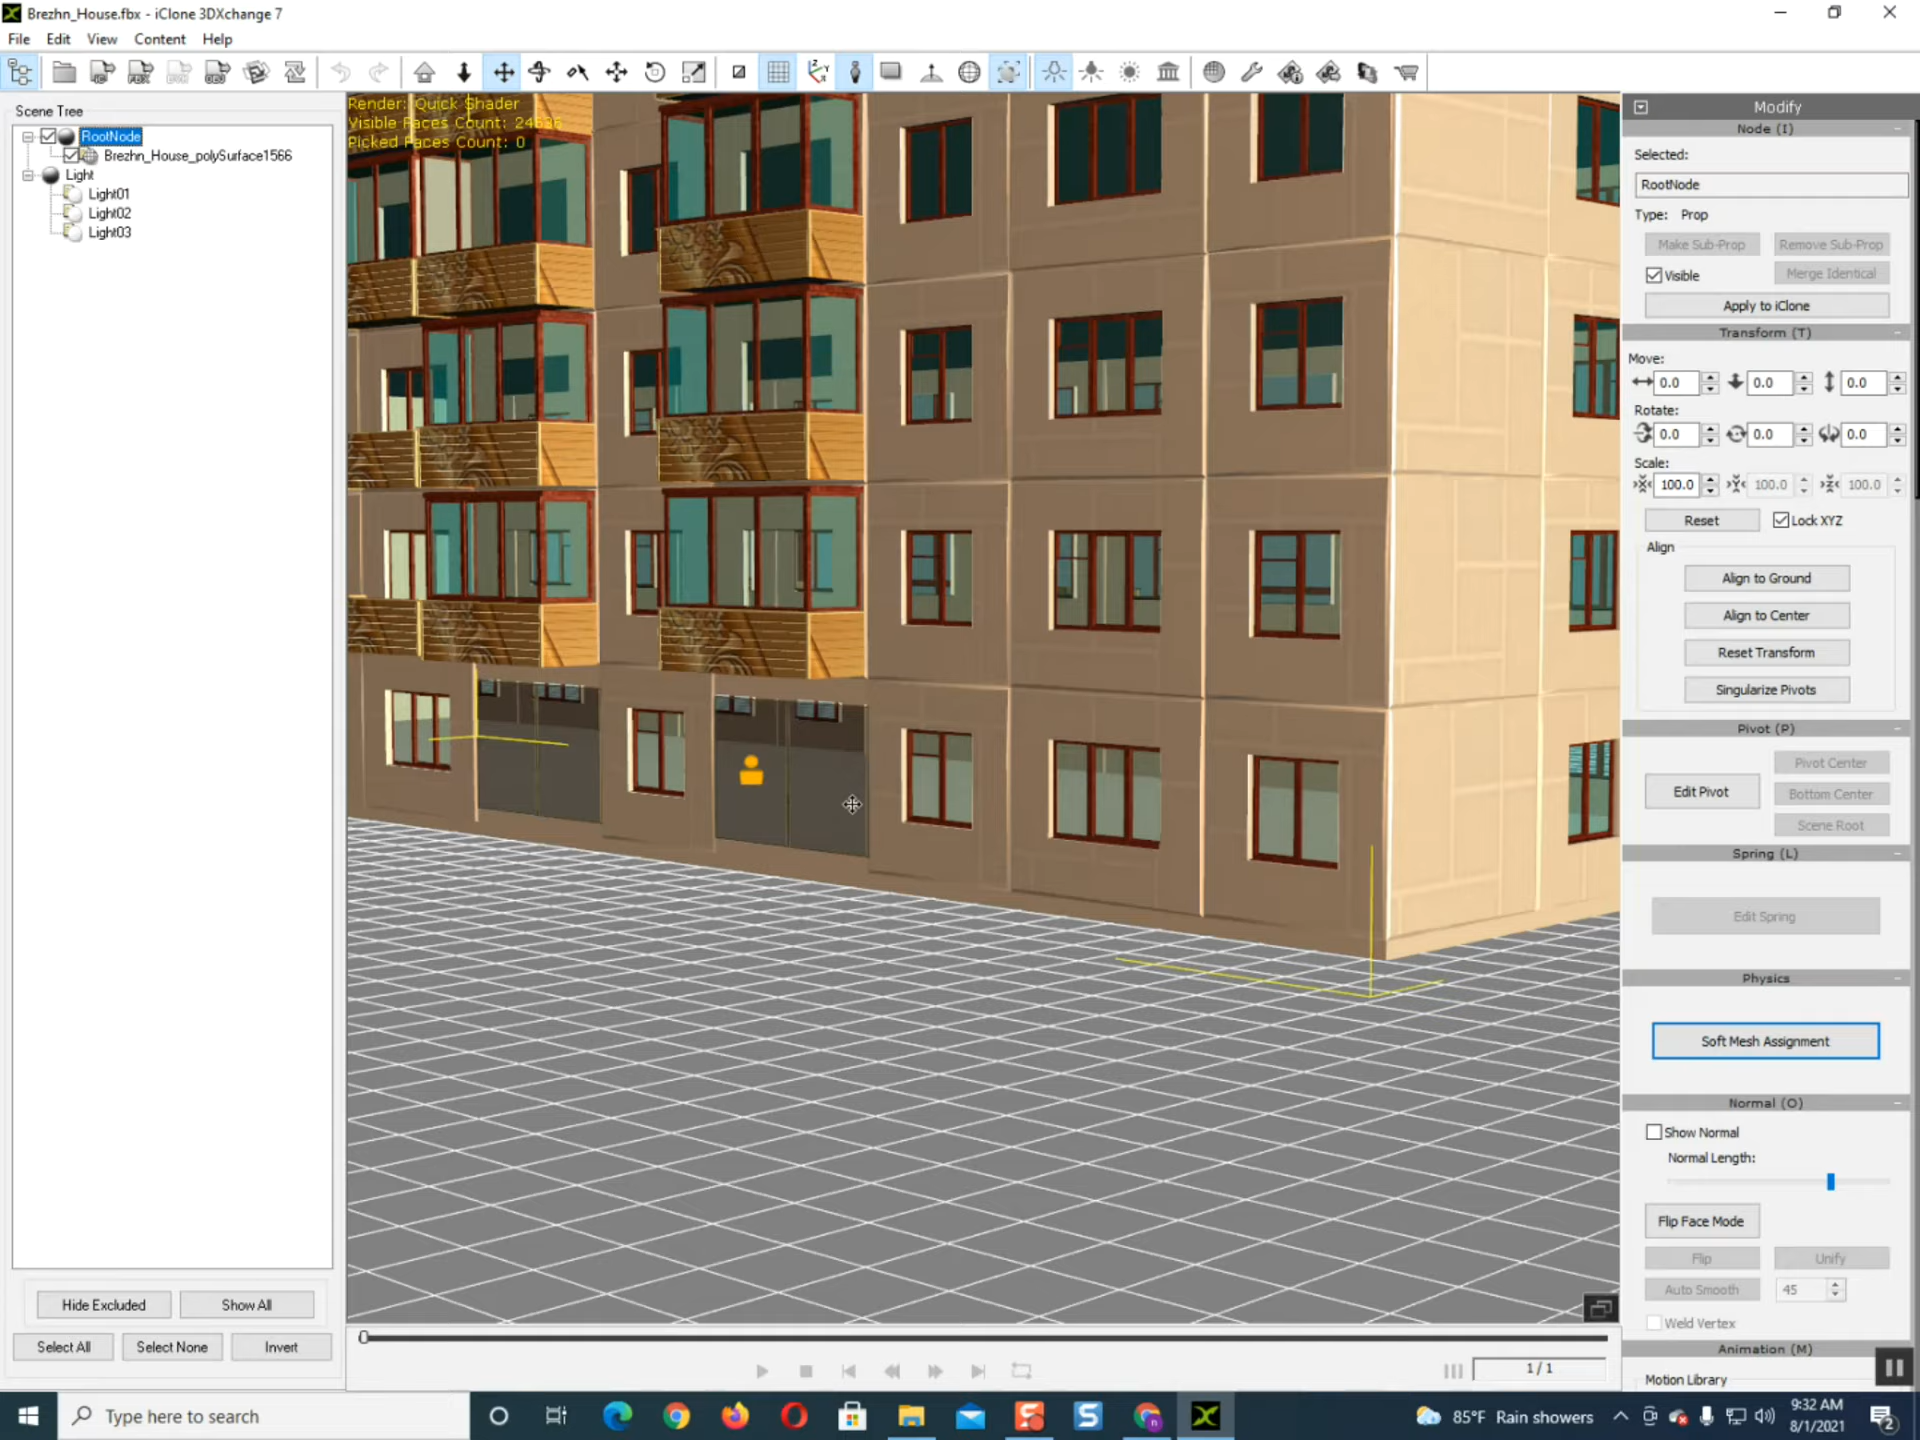 Brezhn_House.fbx - iClone 3DXchange 7
File Edit View Content Help
Scene Tree
RootNode
Brezhn_House_polySurface1566
Light
Light01
Light02
Light03
Hide Excluded Show All
Select All Select None Invert
Render: Quick Shader
Visible Faces Count:
Picked Faces Count: 0
1 / 1
Modify
Node (I)
Selected:
RootNode
Type: Prop
Make Sub-Prop Remove Sub-Prop
Visible Merge Identical
Apply to iClone
Transform (T)
Move:
0.0 0.0 0.0
Rotate:
0.0 0.0 0.0
Scale:
100.0 100.0 100.0
Reset Lock XYZ
Align
Align to Ground
Align to Center
Reset Transform
Singularize Pivots
Pivot (P)
Edit Pivot Pivot Center
Bottom Center
Scene Root
Spring (L)
Edit Spring
Physics
Soft Mesh Assignment
Normal (O)
Show Normal
Normal Length:
Flip Face Mode
Flip Unify
Auto Smooth 45
Weld Vertex
Animation (M)
Motion Library
Type here to search
85°F Rain showers
9:32 AM
8/1/2021
2